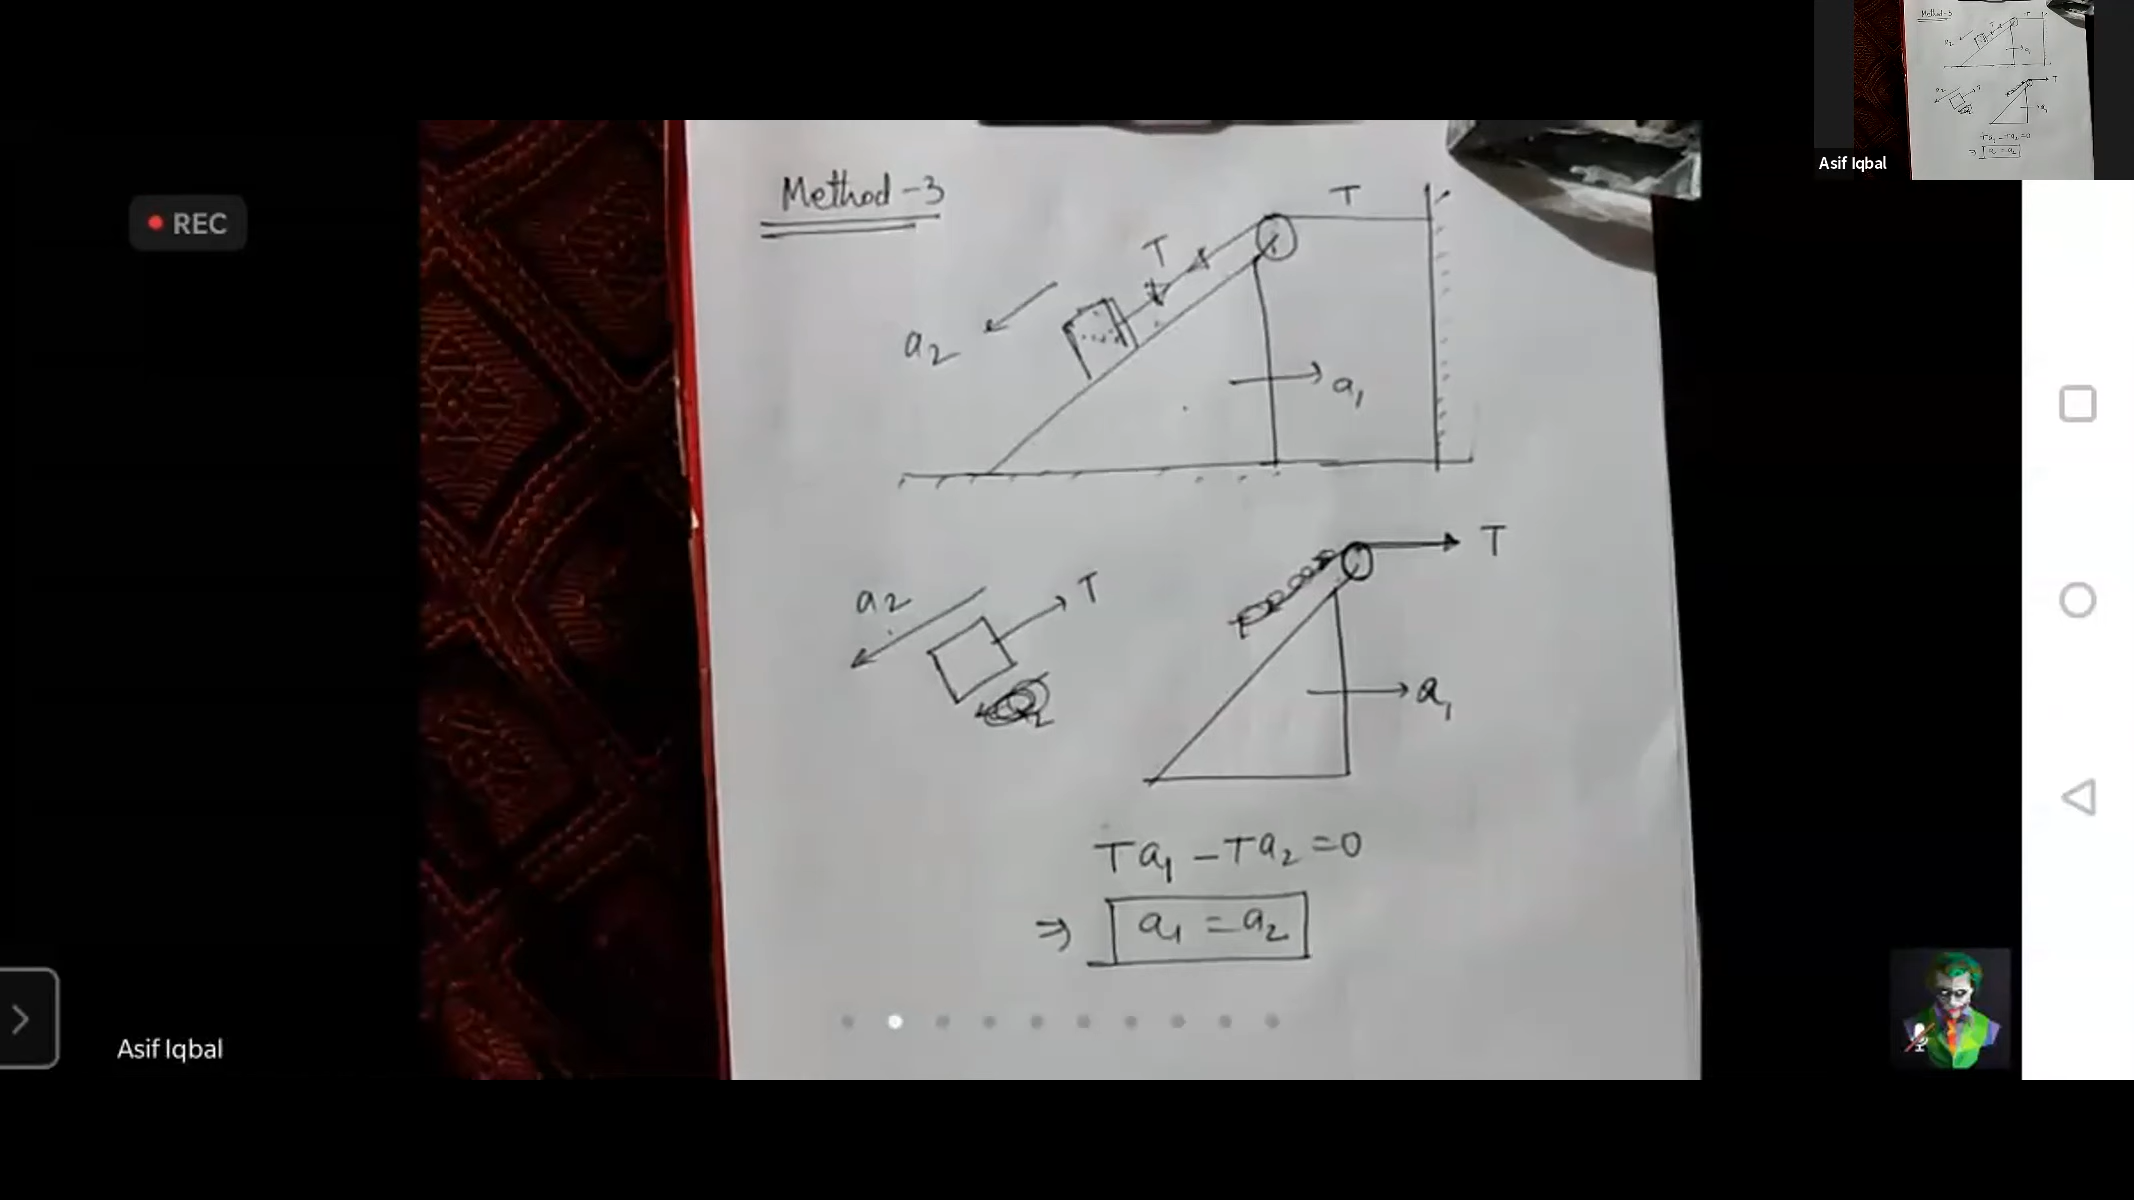 Asif Iqbal
REC
Method-3
T
T
a2
a1
T
a2
T
a1
Ta1 - Ta2 = 0
⇒ a1 = a2
Asif Iqbal